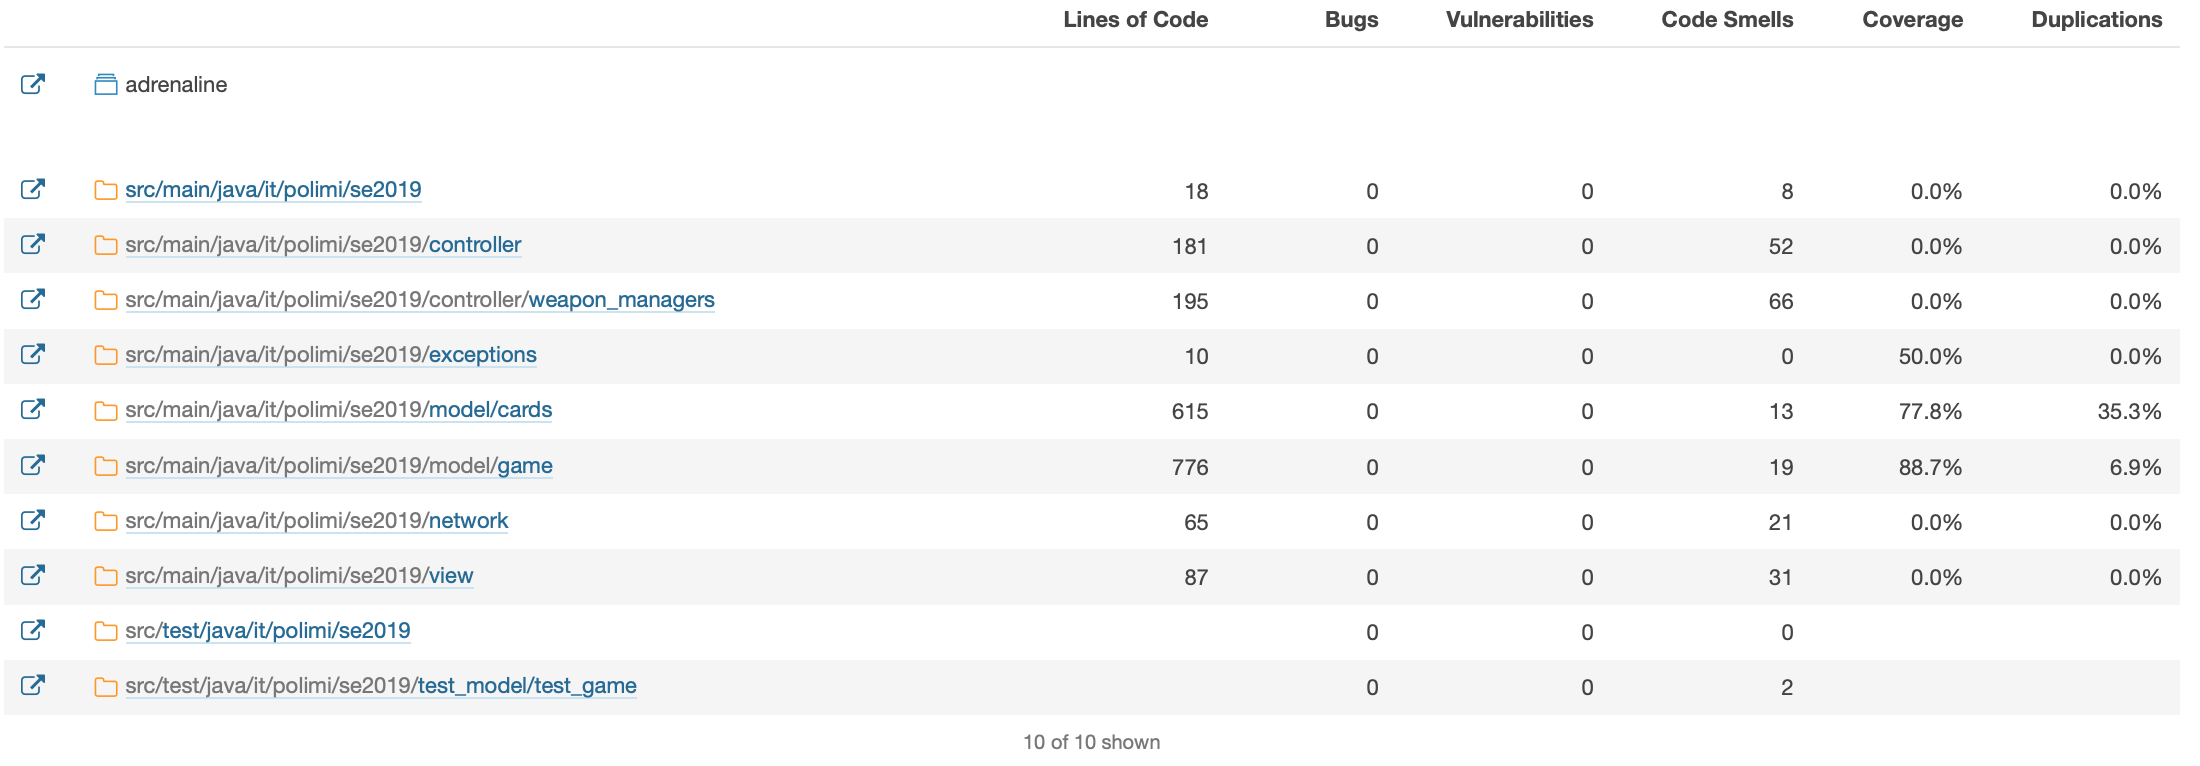 Lines of Code Bugs Vulnerabilities Code Smells Coverage Duplications
adrenaline
src/main/java/it/polimi/se2019 18 0 0 8 0.0% 0.0%
src/main/java/it/polimi/se2019/controller 181 0 0 52 0.0% 0.0%
src/main/java/it/polimi/se2019/controller/weapon_managers 195 0 0 66 0.0% 0.0%
src/main/java/it/polimi/se2019/exceptions 10 0 0 0 50.0% 0.0%
src/main/java/it/polimi/se2019/model/cards 615 0 0 13 77.8% 35.3%
src/main/java/it/polimi/se2019/model/game 776 0 0 19 88.7% 6.9%
src/main/java/it/polimi/se2019/network 65 0 0 21 0.0% 0.0%
src/main/java/it/polimi/se2019/view 87 0 0 31 0.0% 0.0%
src/test/java/it/polimi/se2019 0 0 0
src/test/java/it/polimi/se2019/test_model/test_game 0 0 2
10 of 10 shown